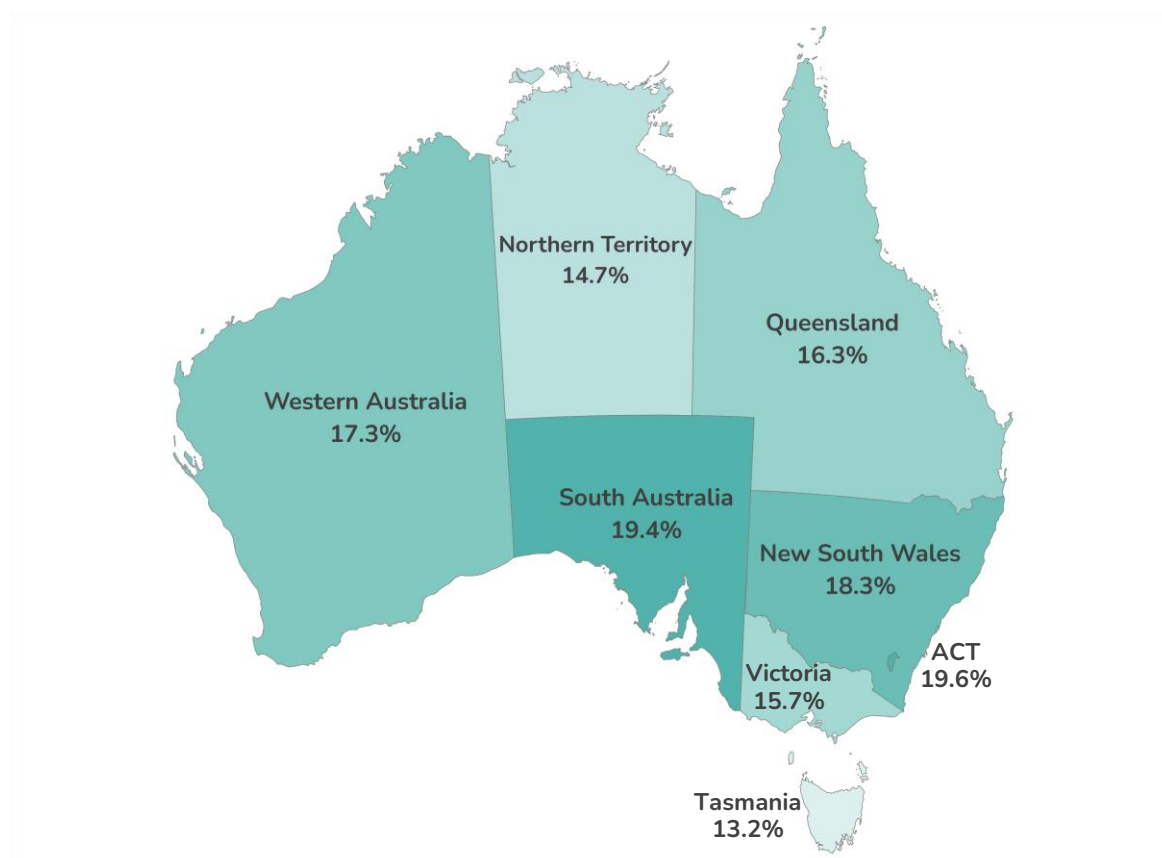 Northern Territory
14.7%
Queensland
16.3%
Western Australia
17.3%
South Australia
19.4%
New South Wales
18.3%
ACT
19.6%
Victoria
15.7%
Tasmania
13.2%